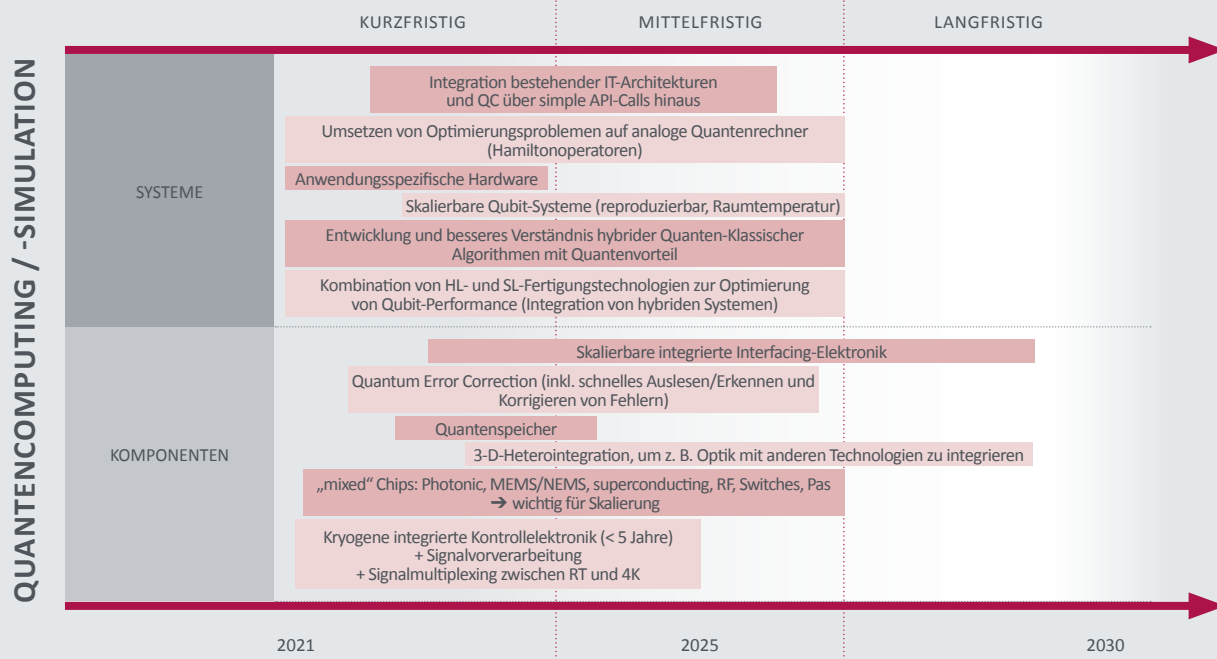 QUANTENCOMPUTING / -SIMULATION
KURZFRISTIG
MITTELFRISTIG
LANGFRISTIG
SYSTEME
Integration bestehender IT-Architekturen
und QC über simple API-Calls hinaus
Umsetzen von Optimierungsproblemen auf analoge Quantenrechner
(Hamiltonoperatoren)
Anwendungsspezifische Hardware
Skalierbare Qubit-Systeme (reproduzierbar, Raumtemperatur)
Entwicklung und besseres Verständnis hybrider Quanten-Klassischer
Algorithmen mit Quantenvorteil
Kombination von HL- und SL-Fertigungstechnologien zur Optimierung
von Qubit-Performance (Integration von hybriden Systemen)
KOMPONENTEN
Skalierbare integrierte Interfacing-Elektronik
Quantum Error Correction (inkl. schnelles Auslesen/Erkennen und
Korrigieren von Fehlern)
Quantenspeicher
3-D-Heterointegration, um z. B. Optik mit anderen Technologien zu integrieren
„mixed“ Chips: Photonic, MEMS/NEMS, superconducting, RF, Switches, Pas
➔ wichtig für Skalierung
Kryogene integrierte Kontrollelektronik (< 5 Jahre)
+ Signalvorverarbeitung
+ Signalmultiplexing zwischen RT und 4K
2021
2025
2030